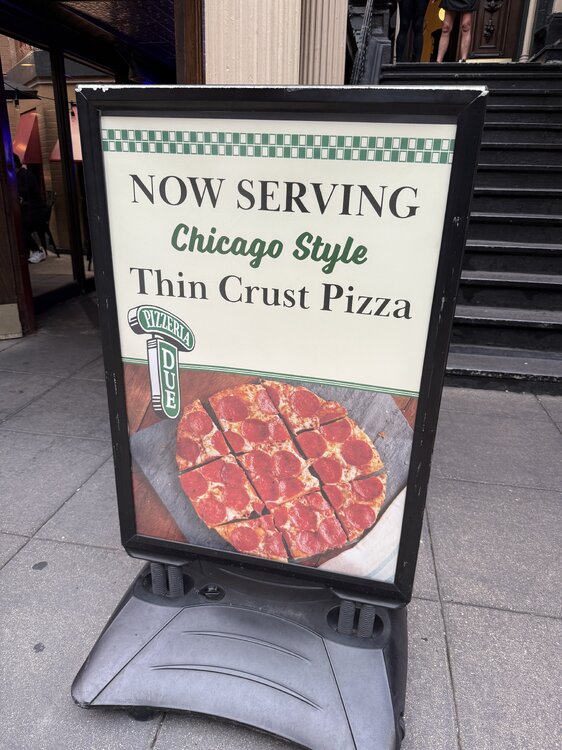 NOW SERVING
Chicago Style
Thin Crust Pizza
PIZZERIA
DUE